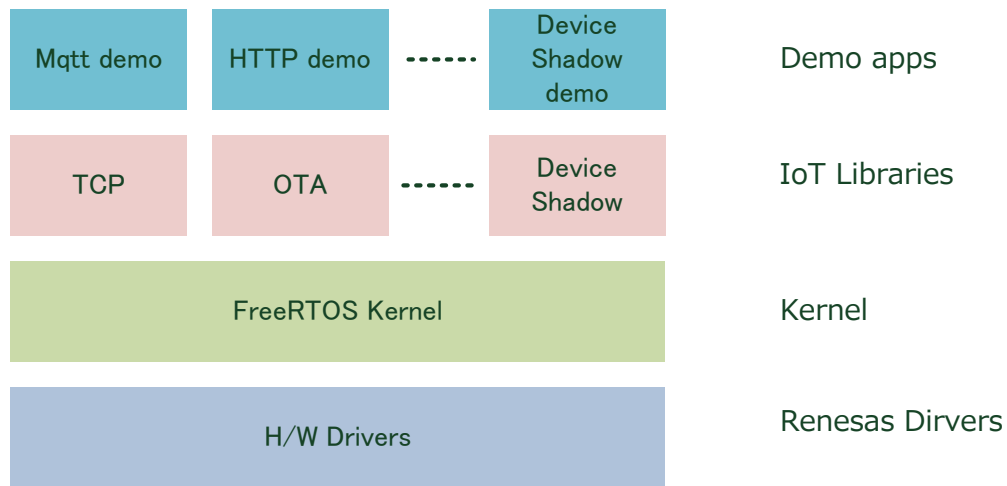 Mqtt demo
HTTP demo
Device
Shadow
demo
Demo apps
TCP
OTA
Device
Shadow
IoT Libraries
FreeRTOS Kernel
Kernel
H/W Drivers
Renesas Dirvers